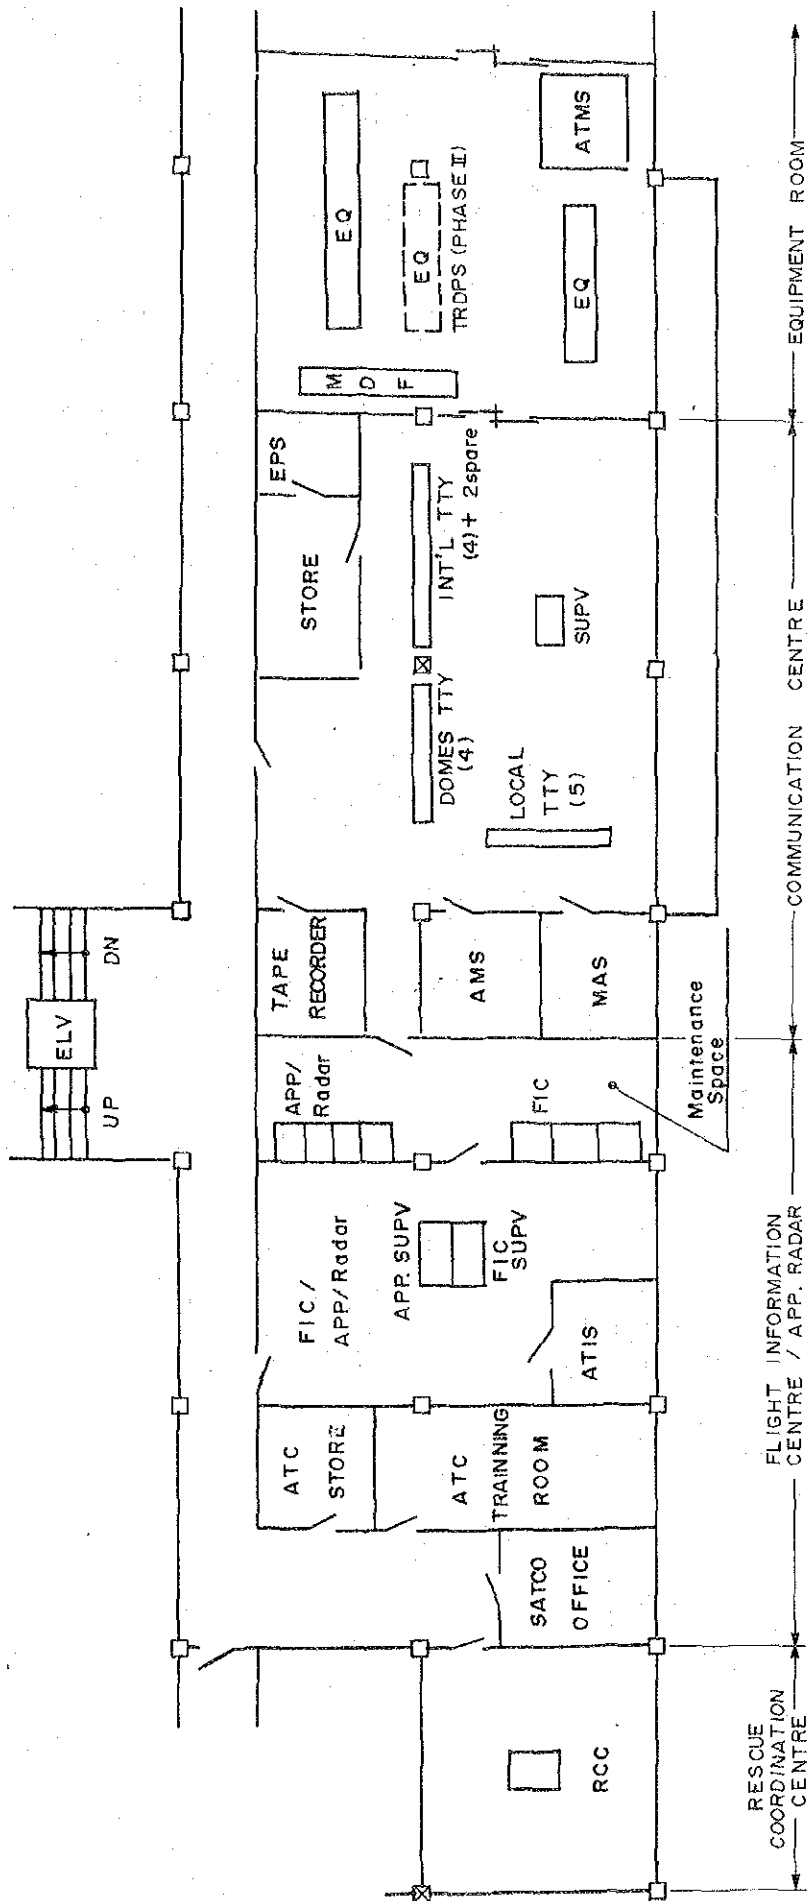 UP
ELV
DN
RCC
SATCO
OFFICE
ATC
STORE
ATC
TRAINNING
ROOM
FIC /
APP/Radar
APP. SUPV
FIC
SUPV
ATIS
APP/
Radar
FIC
Maintenance
Space
TAPE
RECORDER
AMS
MAS
STORE
EPS
DOMES TTY
(4)
INT'L TTY
(4)+ 2spare
LOCAL
TTY
(5)
SUPV
M
D
F
EQ
EQ
TRDPS (PHASE II)
EQ
ATMS
RESCUE
COORDINATION
CENTRE
FLIGHT INFORMATION
CENTRE / APP. RADAR
COMMUNICATION CENTRE
EQUIPMENT ROOM